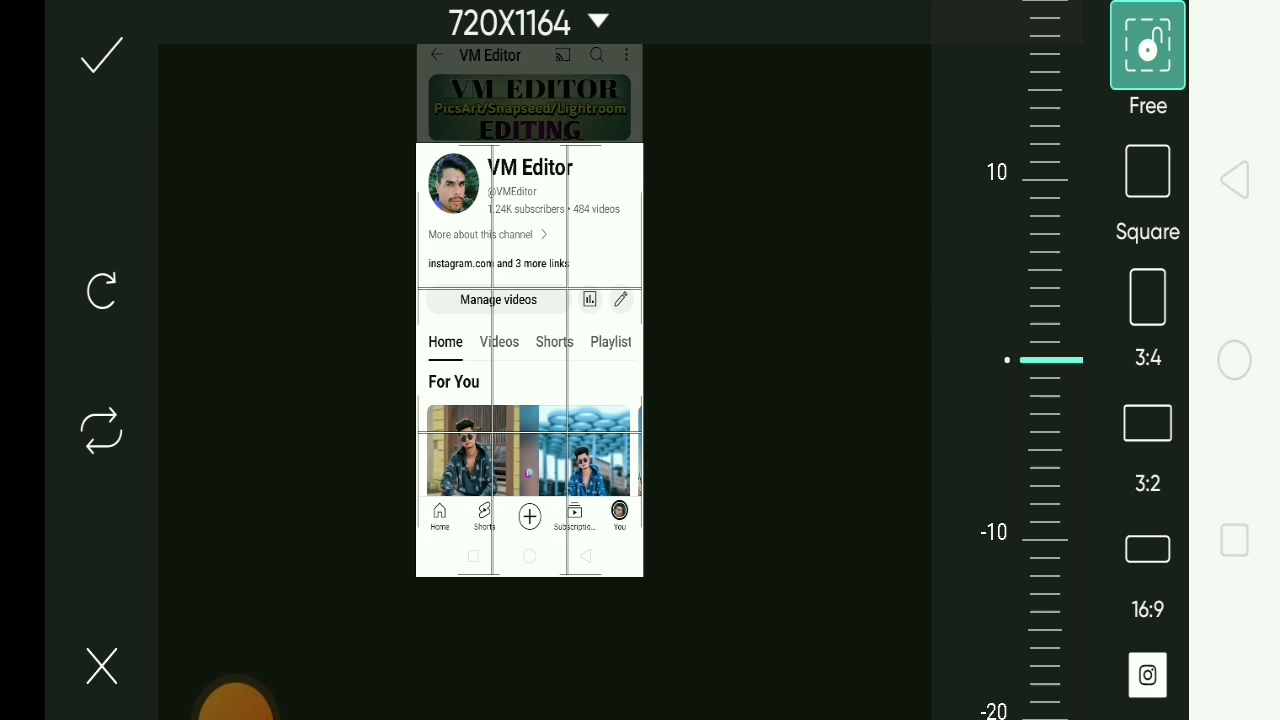 720X1164
VM Editor
VM EDITOR
PicsArt/Snapseed/Lightroom
EDITING
VM Editor
@VMEditor
1.24K subscribers • 484 videos
More about this channel
instagram.com and 3 more links
Manage videos
Home Videos Shorts Playlist
For You
Home Shorts Subscriptio... You
10
-10
-20
Free
Square
3:4
3:2
16:9